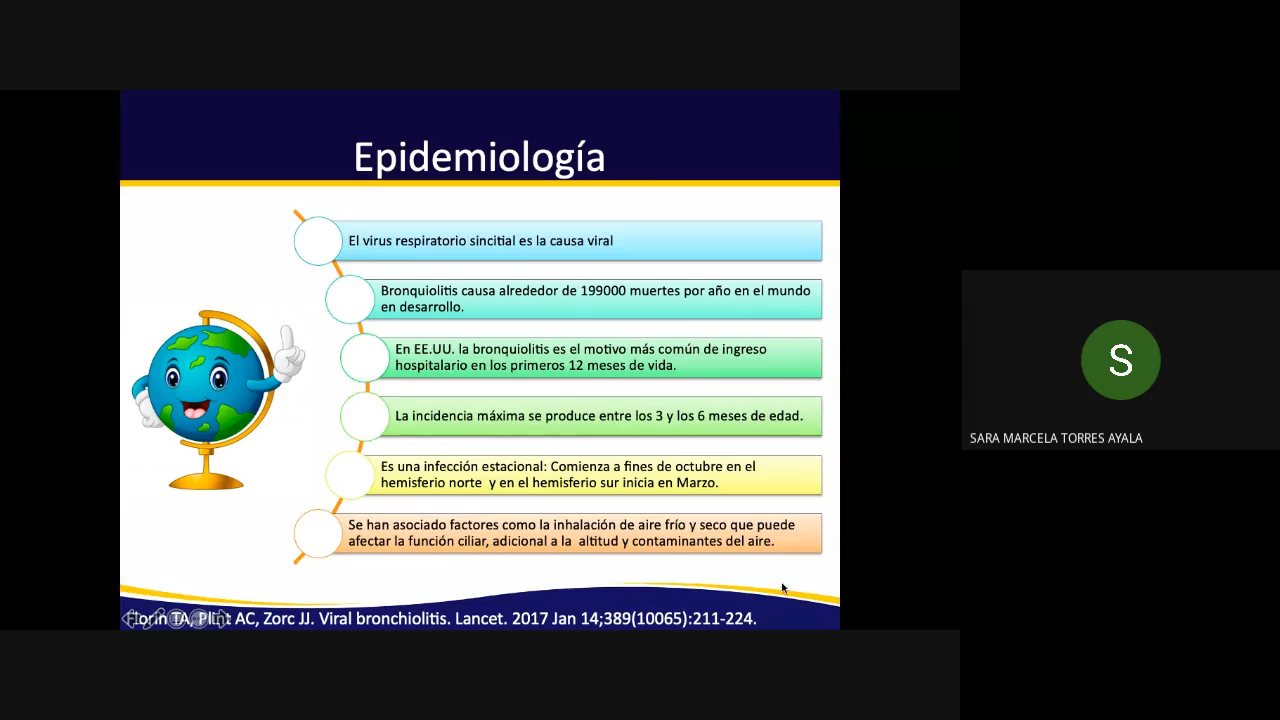 Epidemiología
El virus respiratorio sincitial es la causa viral
Bronquiolitis causa alrededor de 199000 muertes por año en el mundo
en desarrollo.
En EE.UU. la bronquiolitis es el motivo más común de ingreso
hospitalario en los primeros 12 meses de vida.
La incidencia máxima se produce entre los 3 y los 6 meses de edad.
Es una infección estacional: Comienza a fines de octubre en el
hemisferio norte y en el hemisferio sur inicia en Marzo.
Se han asociado factores como la inhalación de aire frío y seco que puede
afectar la función ciliar, adicional a la altitud y contaminantes del aire.
Florin TA, Plint AC, Zorc JJ. Viral bronchiolitis. Lancet. 2017 Jan 14;389(10065):211-224.
S
SARA MARCELA TORRES AYALA